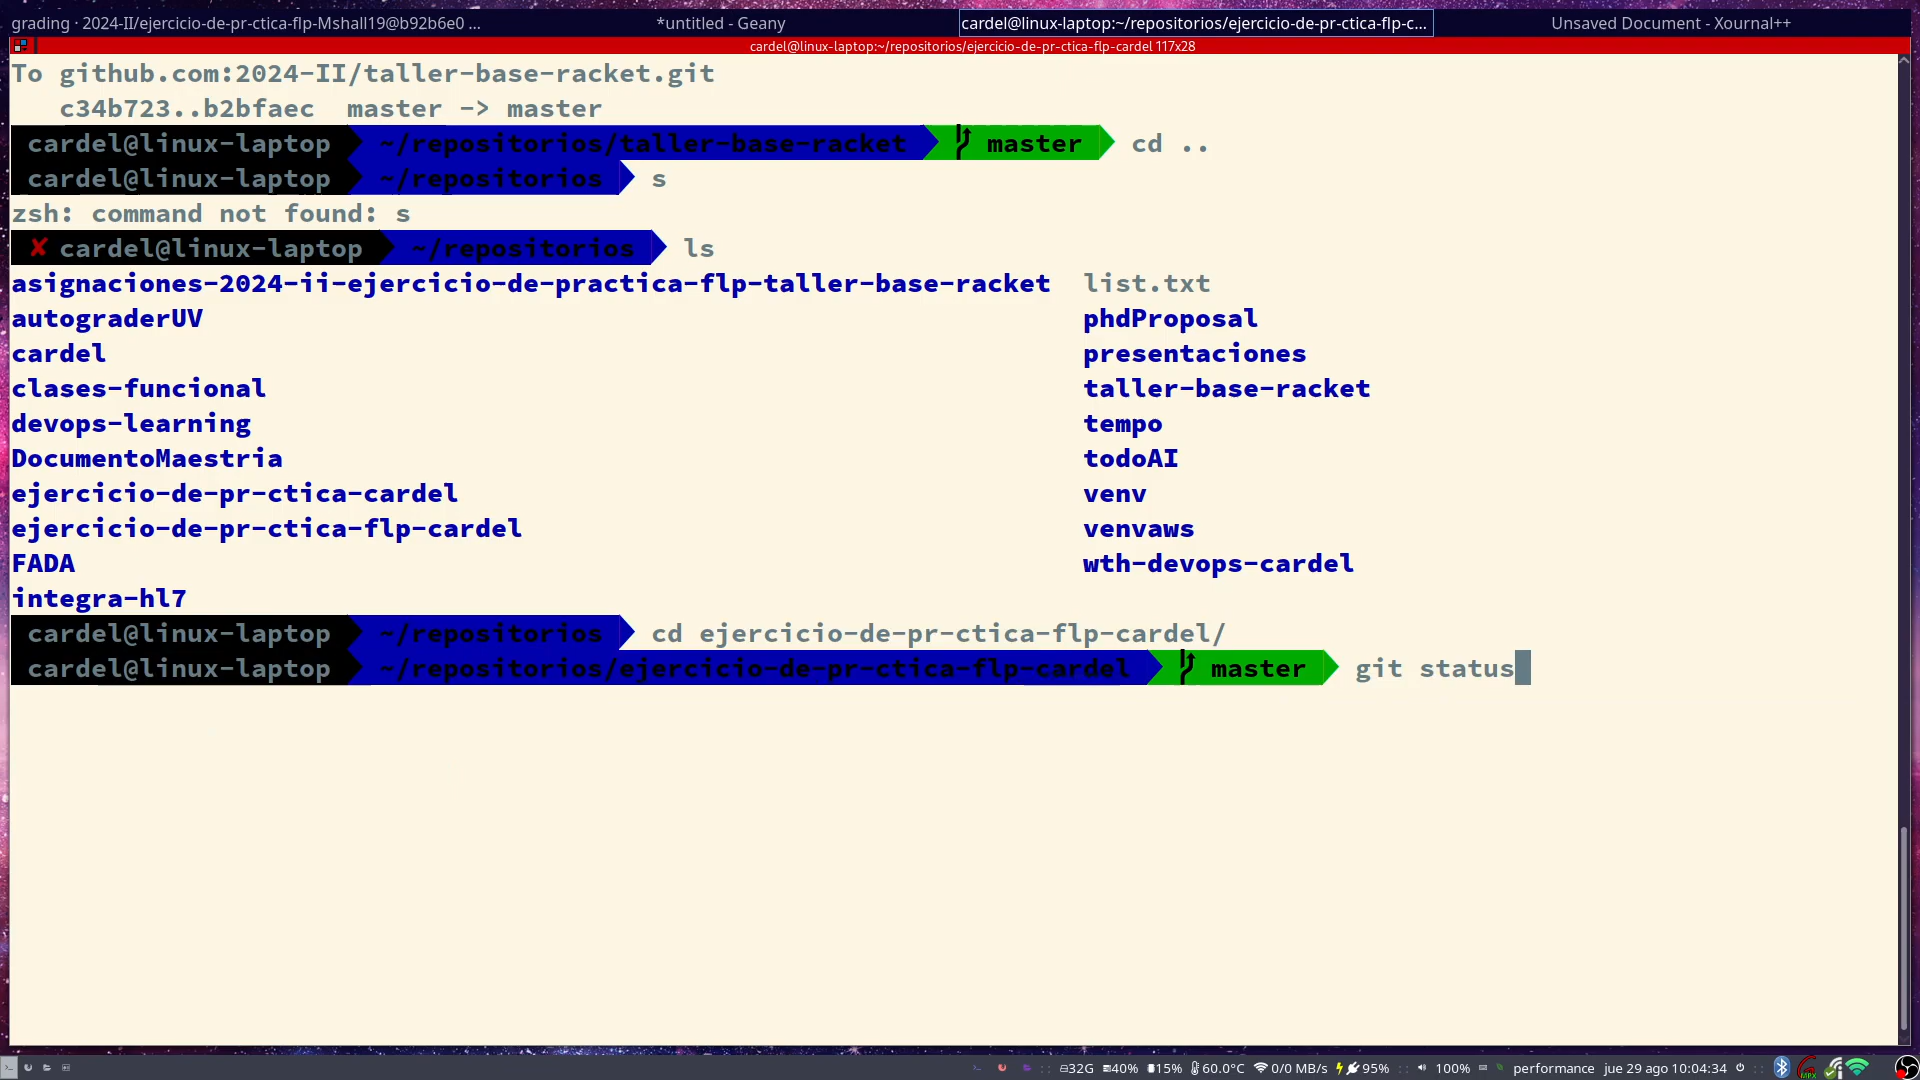 grading · 2024-II/ejercicio-de-pr-ctica-flp-Mshall19@b92b6e0 ... *untitled - Geany cardel@linux-laptop:~/repositorios/ejercicio-de-pr-ctica-flp-c... Unsaved Document - Xournal++
cardel@linux-laptop:~/repositorios/ejercicio-de-pr-ctica-flp-cardel 117x28
To github.com:2024-II/taller-base-racket.git
c34b723..b2bfaec master -> master
cardel@linux-laptop ~/repositorios/taller-base-racket master cd ..
cardel@linux-laptop ~/repositorios s
zsh: command not found: s
✘ cardel@linux-laptop ~/repositorios ls
asignaciones-2024-ii-ejercicio-de-practica-flp-taller-base-racket list.txt
autograderUV phdProposal
cardel presentaciones
clases-funcional taller-base-racket
devops-learning tempo
DocumentoMaestria todoAI
ejercicio-de-pr-ctica-cardel venv
ejercicio-de-pr-ctica-flp-cardel venvaws
FADA wth-devops-cardel
integra-hl7
cardel@linux-laptop ~/repositorios cd ejercicio-de-pr-ctica-flp-cardel/
cardel@linux-laptop ~/repositorios/ejercicio-de-pr-ctica-flp-cardel master git status
32G 40% 15% 60.0°C 0/0 MB/s 95% 100% performance jue 29 ago 10:04:34